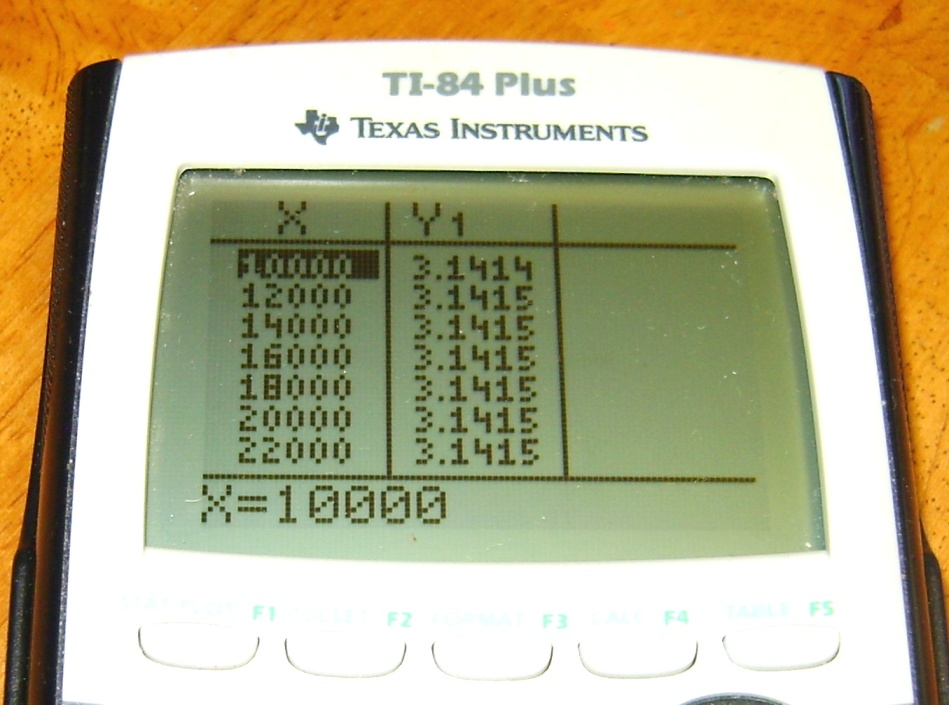 TI-84 Plus
TEXAS INSTRUMENTS
X Y1
10000 3.1414
12000 3.1415
14000 3.1415
16000 3.1415
18000 3.1415
20000 3.1415
22000 3.1415
X=10000
STAT PLOT F1 TBLSET F2 FORMAT F3 CALC F4 TABLE F5